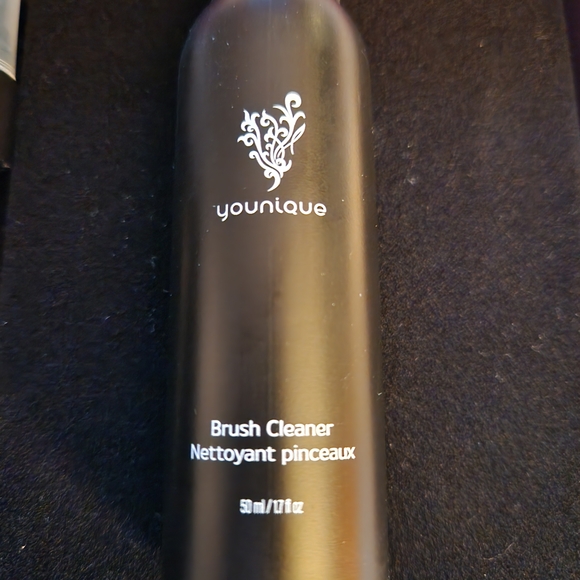 younique
Brush Cleaner
Nettoyant pinceaux
50 ml / 1.7 fl oz